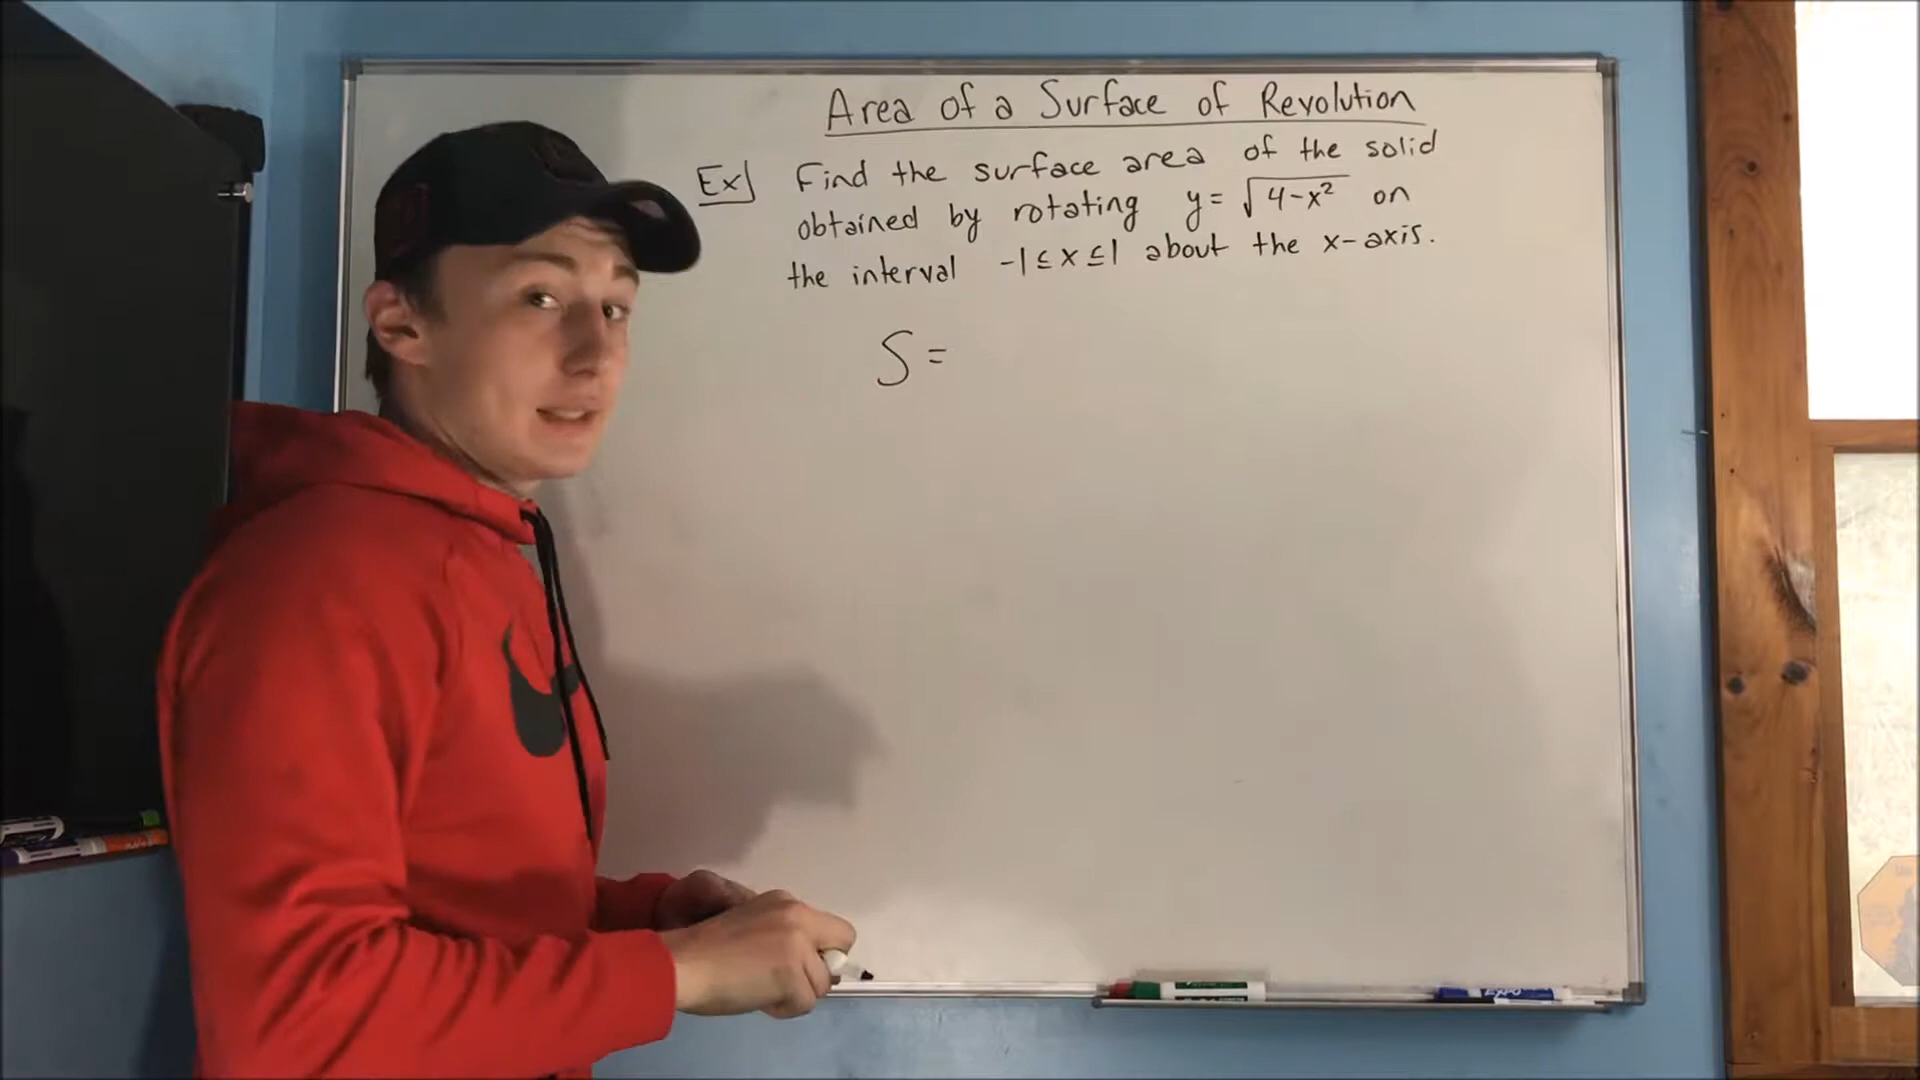 Area of a Surface of Revolution
Ex] Find the surface area of the solid
obtained by rotating y = √4-x² on
the interval -1 ≤ x ≤ 1 about the x-axis.
S =
EXPO